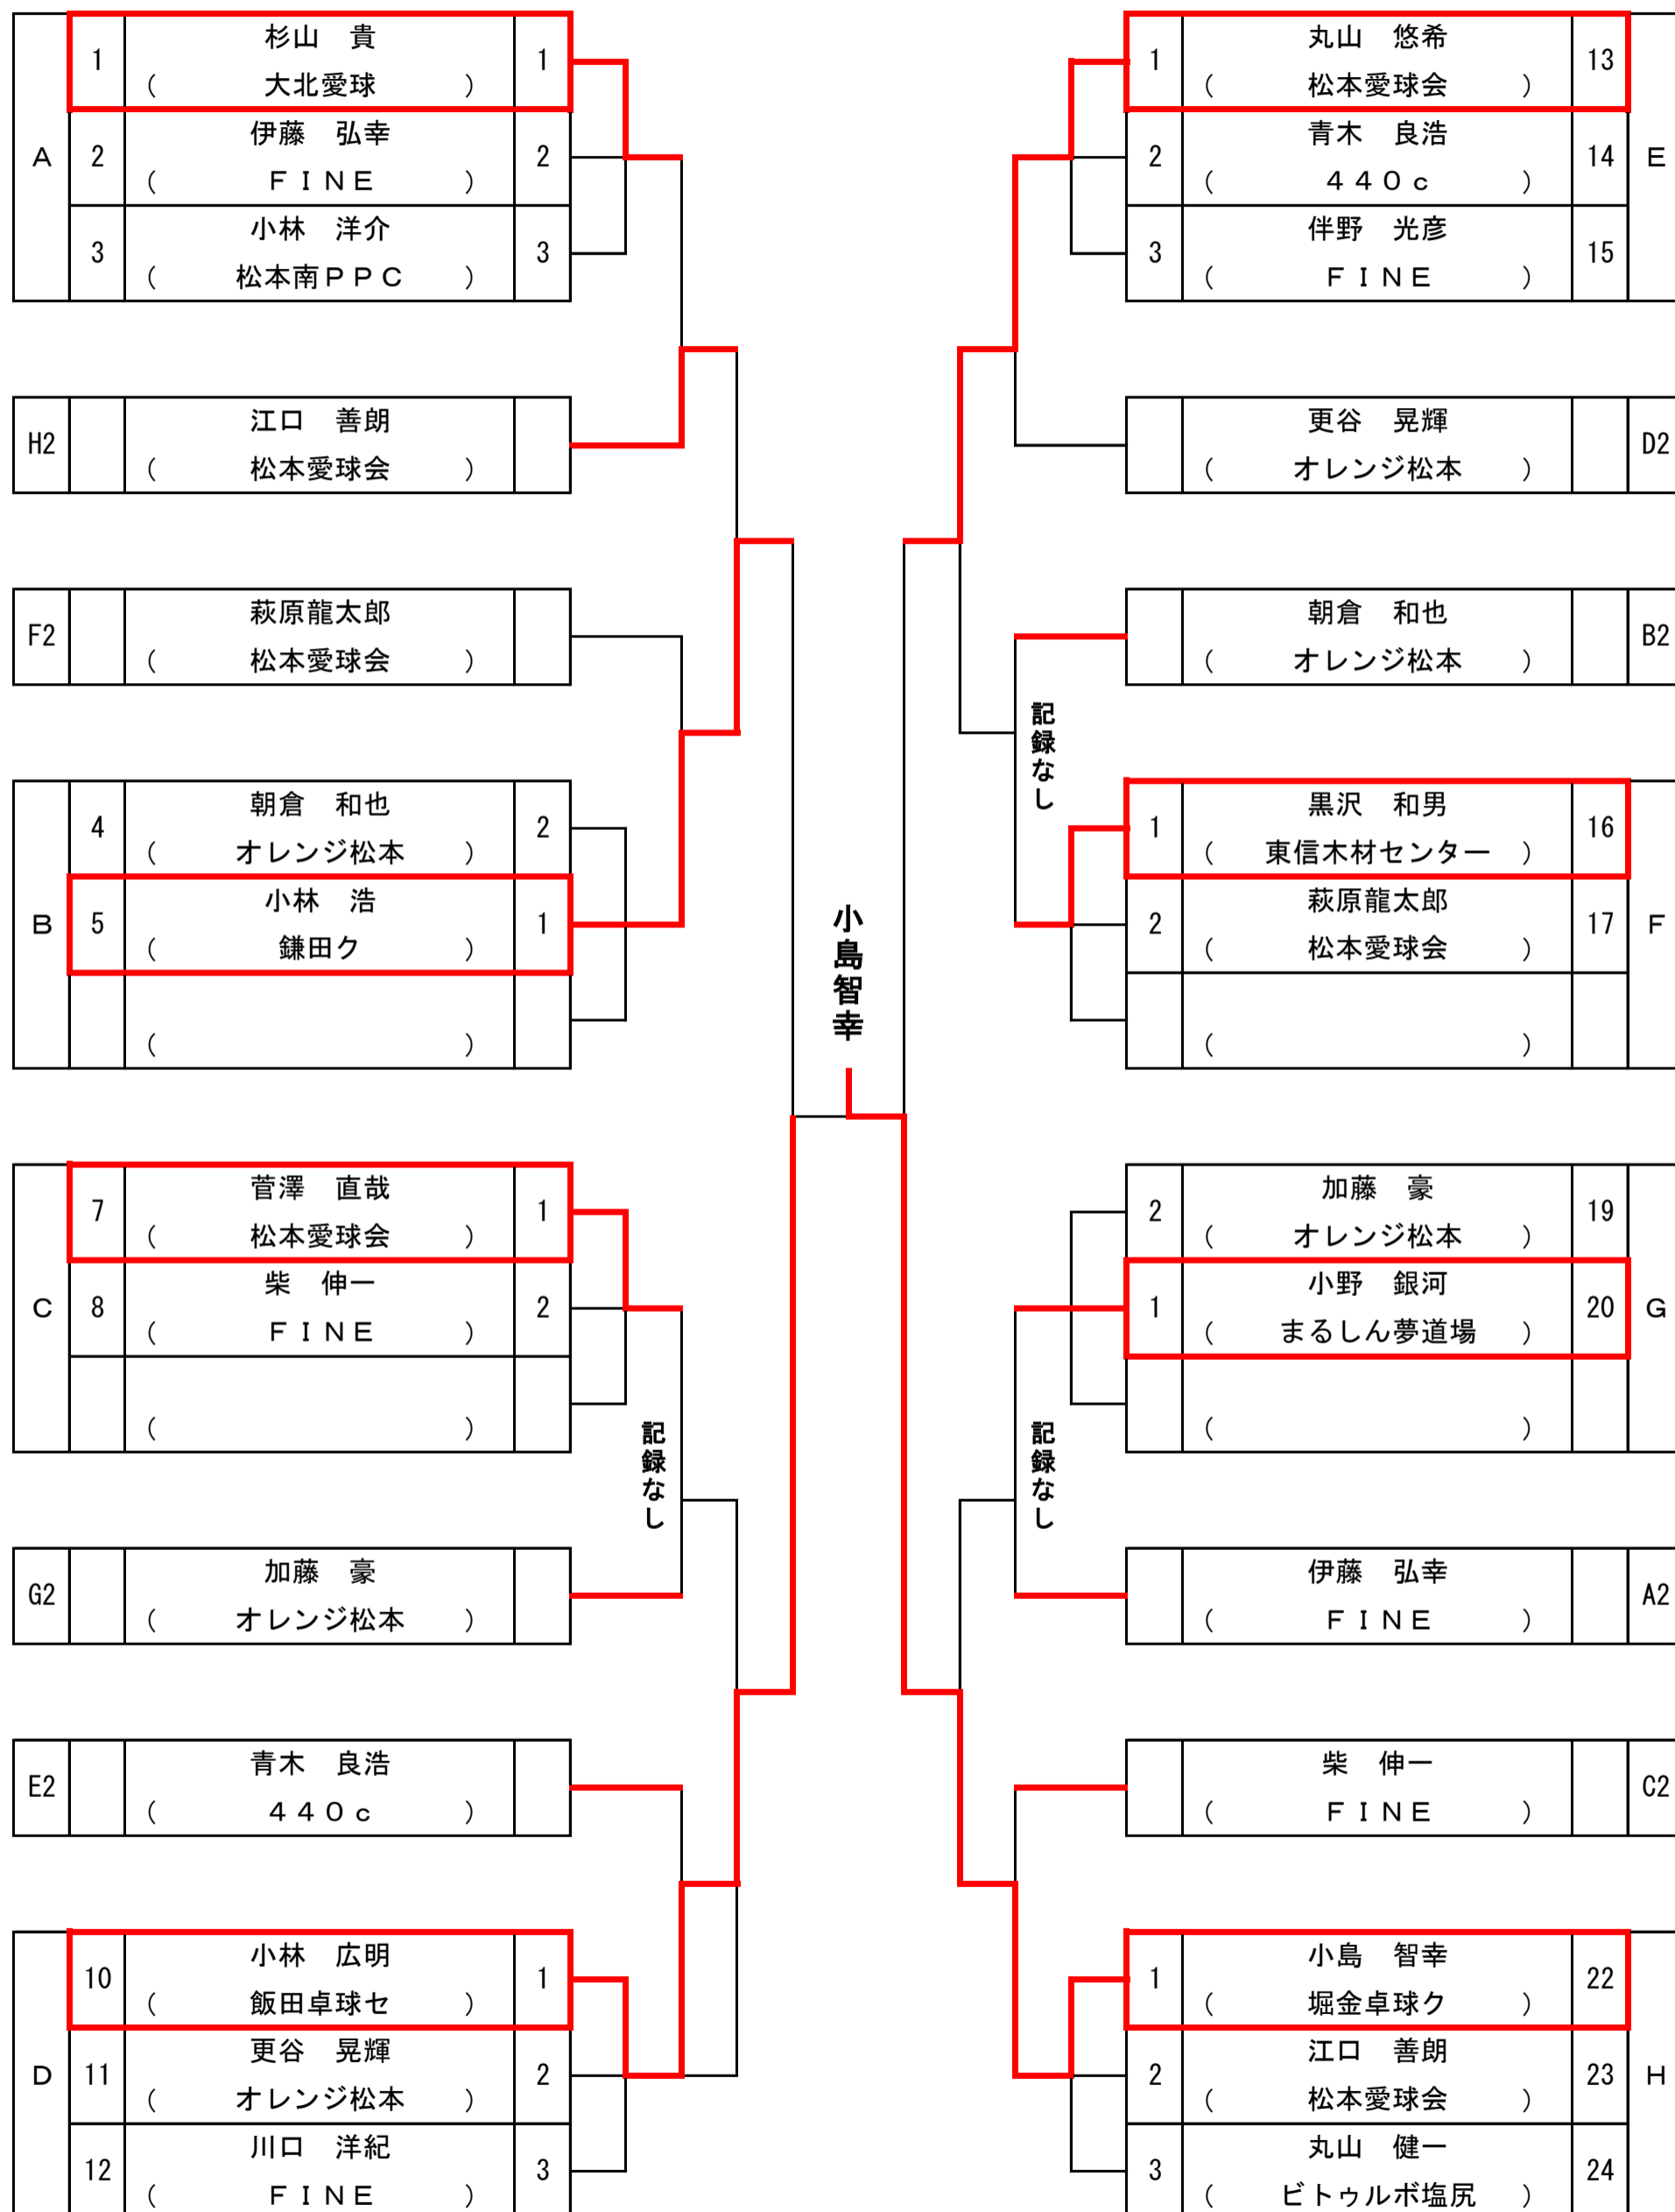 A
1 杉山 貴 1
( 大北愛球 )
2 伊藤 弘幸 2
( FINE )
3 小林 洋介 3
( 松本南PPC )
H2 江口 善朗
( 松本愛球会 )
F2 萩原龍太郎
( 松本愛球会 )
B
4 朝倉 和也 2
( オレンジ松本 )
5 小林 浩 1
( 鎌田ク )
( )
C
7 菅澤 直哉 1
( 松本愛球会 )
8 柴 伸一 2
( FINE )
( )
記録なし
G2 加藤 豪
( オレンジ松本 )
E2 青木 良浩
( 440c )
D
10 小林 広明 1
( 飯田卓球セ )
11 更谷 晃輝 2
( オレンジ松本 )
12 川口 洋紀 3
( FINE )
小島智幸
1 丸山 悠希 13
( 松本愛球会 )
2 青木 良浩 14
( 440c )
3 伴野 光彦 15
( FINE )
E
更谷 晃輝 D2
( オレンジ松本 )
朝倉 和也 B2
( オレンジ松本 )
記録なし
1 黒沢 和男 16
( 東信木材センター )
2 萩原龍太郎 17
( 松本愛球会 )
( )
F
2 加藤 豪 19
( オレンジ松本 )
1 小野 銀河 20
( まるしん夢道場 )
( )
G
記録なし
伊藤 弘幸 A2
( FINE )
柴 伸一 C2
( FINE )
1 小島 智幸 22
( 堀金卓球ク )
2 江口 善朗 23
( 松本愛球会 )
3 丸山 健一 24
( ビトゥルボ塩尻 )
H